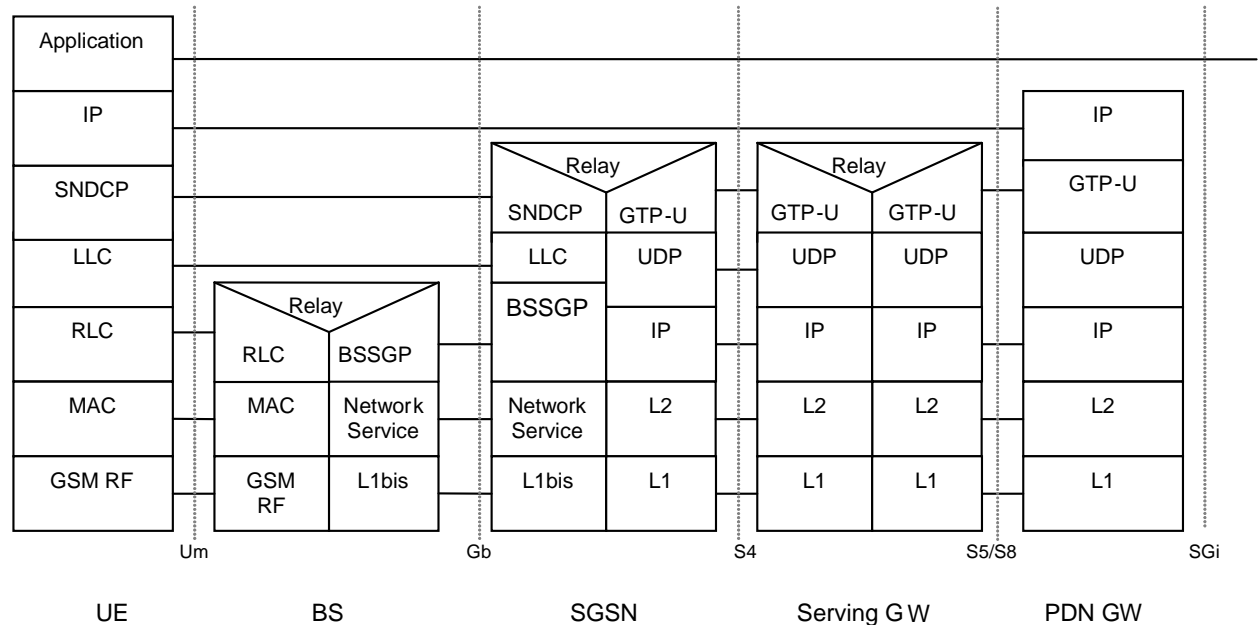 Application
IP
IP
Relay
Relay
SNDCP
GTP-U
SNDCP
GTP-U
GTP-U
GTP-U
LLC
LLC
UDP
UDP
UDP
UDP
Relay
BSSGP
RLC
IP
IP
IP
IP
RLC
BSSGP
MAC
MAC
Network
Service
Network
Service
L2
L2
L2
L2
GSM RF
GSM
RF
L1bis
L1bis
L1
L1
L1
L1
Um
Gb
S4
S5/S8
SGi
UE
BS
SGSN
Serving GW
PDN GW